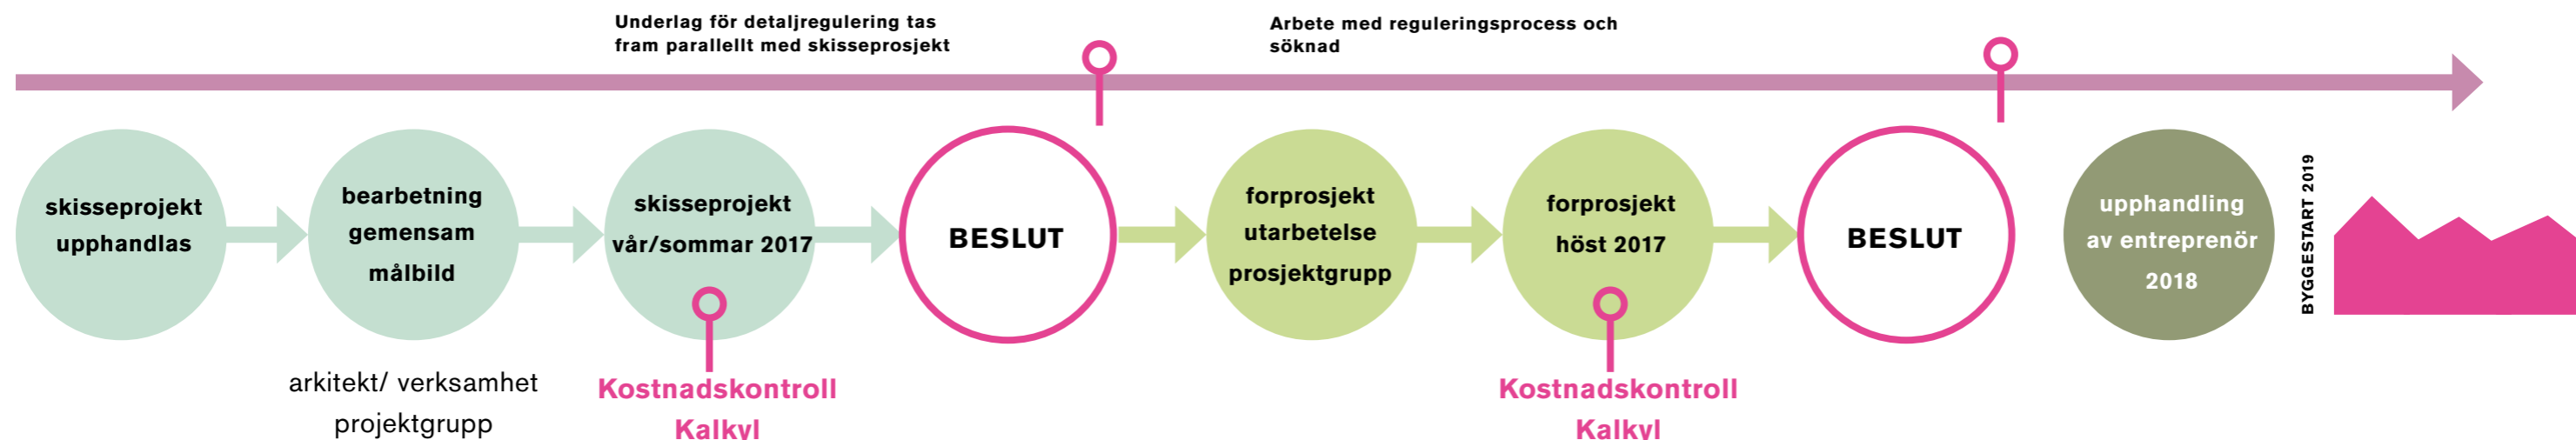 Underlag för detaljregulering tas
fram parallellt med skisseprosjekt
Arbete med reguleringsprocess och
söknad
skisseprojekt
upphandlas
bearbetning
gemensam
målbild
skisseprojekt
vår/sommar 2017
BESLUT
forprosjekt
utarbetelse
prosjektgrupp
forprosjekt
höst 2017
BESLUT
upphandling
av entreprenör
2018
BYGGESTART 2019
arkitekt/ verksamhet
projektgrupp
Kostnadskontroll
Kalkyl
Kostnadskontroll
Kalkyl